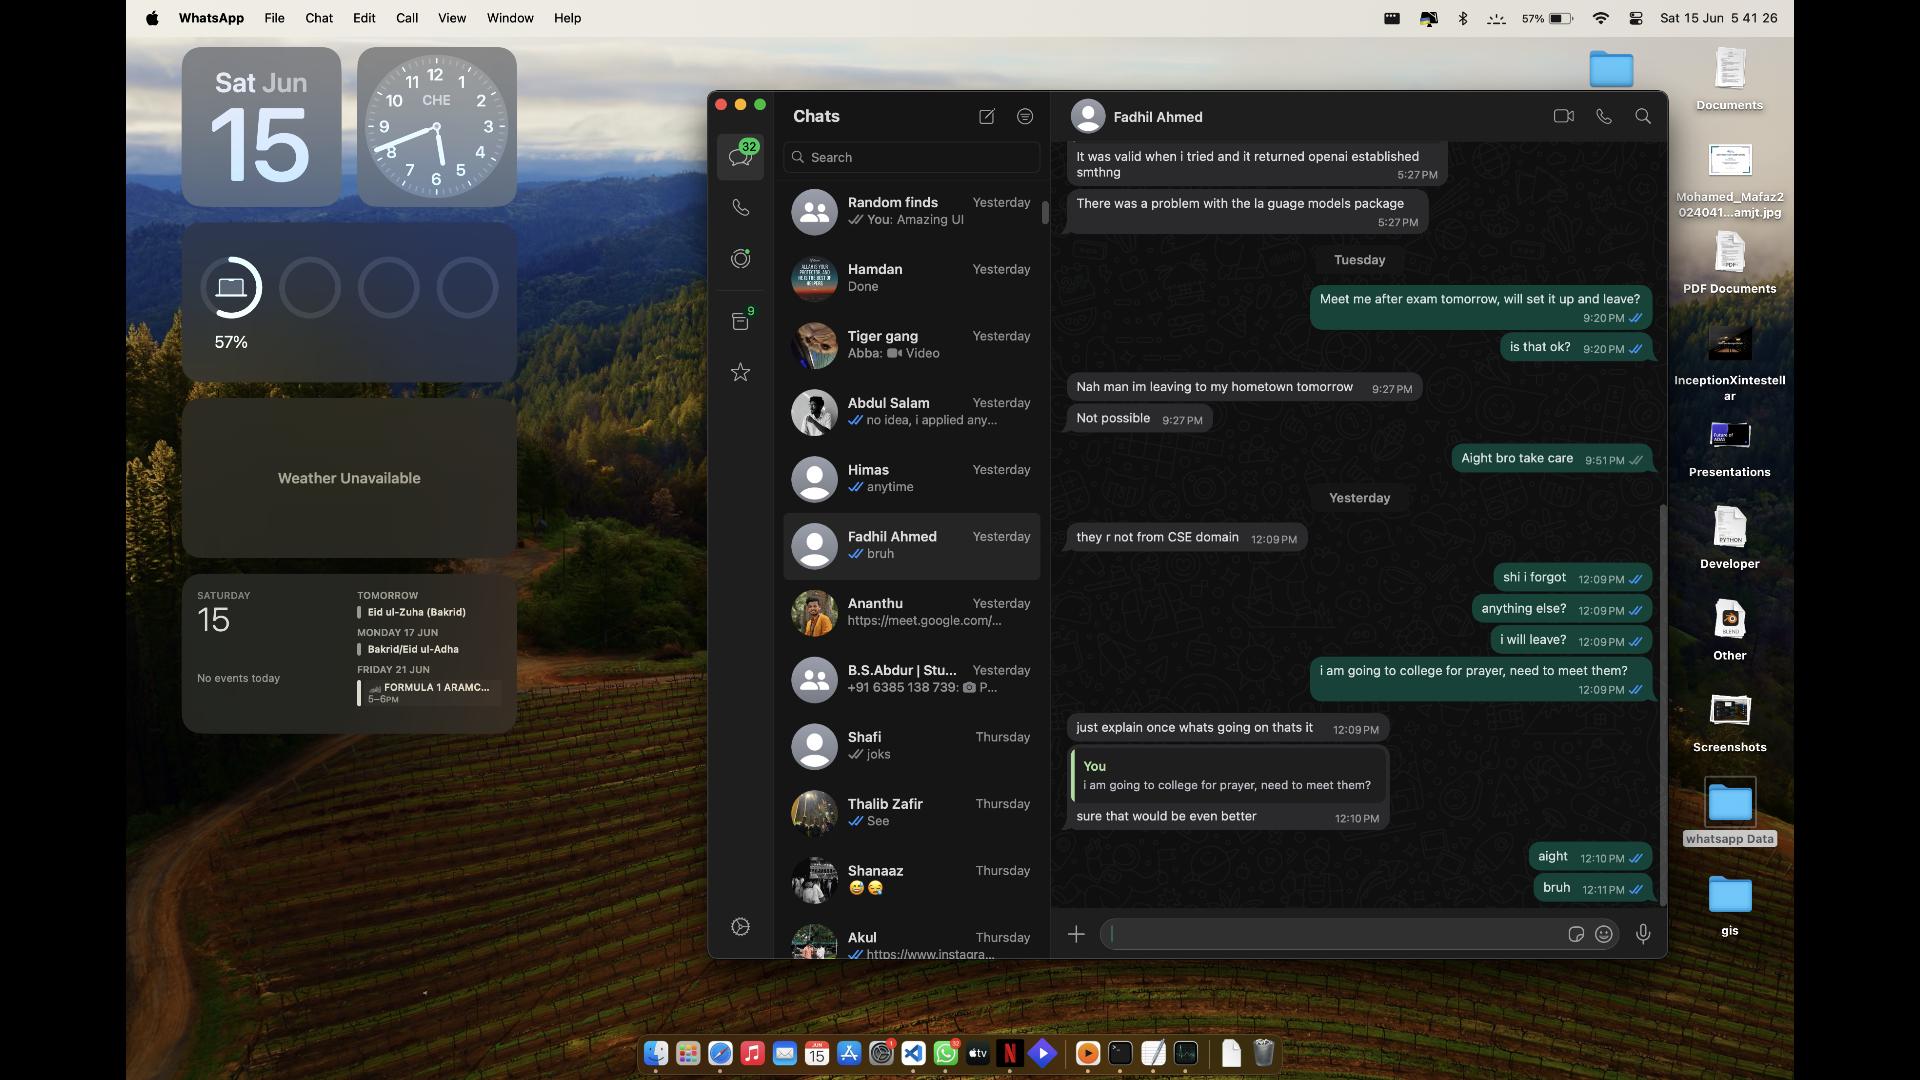 WhatsApp File Chat Edit Call View Window Help
57% Sat 15 Jun 5 41 26
Sat Jun
15
CHE
12
1
2
3
4
5
6
7
8
9
10
11
57%
Weather Unavailable
SATURDAY
15
No events today
TOMORROW
Eid ul-Zuha (Bakrid)
MONDAY 17 JUN
Bakrid/Eid ul-Adha
FRIDAY 21 JUN
FORMULA 1 ARAMC...
5–6PM
32
9
Chats
Search
Random finds Yesterday
You: Amazing UI
Hamdan Yesterday
Done
Tiger gang Yesterday
Abba: Video
Abdul Salam Yesterday
no idea, i applied any...
Himas Yesterday
anytime
Fadhil Ahmed Yesterday
bruh
Ananthu Yesterday
https://meet.google.com/...
B.S.Abdur | Stu... Yesterday
+91 6385 138 739: P...
Shafi Thursday
joks
Thalib Zafir Thursday
See
Shanaaz Thursday
😅😪
Akul Thursday
https://www.instagra...
Fadhil Ahmed
It was valid when i tried and it returned openai established
smthng 5:27 PM
There was a problem with the la guage models package
5:27 PM
Tuesday
Meet me after exam tomorrow, will set it up and leave?
9:20 PM
is that ok? 9:20 PM
Nah man im leaving to my hometown tomorrow 9:27 PM
Not possible 9:27 PM
Aight bro take care 9:51 PM
Yesterday
they r not from CSE domain 12:09 PM
shi i forgot 12:09 PM
anything else? 12:09 PM
i will leave? 12:09 PM
i am going to college for prayer, need to meet them?
12:09 PM
just explain once whats going on thats it 12:09 PM
You
i am going to college for prayer, need to meet them?
sure that would be even better 12:10 PM
aight 12:10 PM
bruh 12:11 PM
Documents
Mohamed_Mafaz2
024041...amjt.jpg
PDF
PDF Documents
InceptionXintestell
ar
Future of
Presentations
PYTHON
Developer
BLEND
Other
Screenshots
whatsapp Data
gis
JUN
15
1
32
tv
N